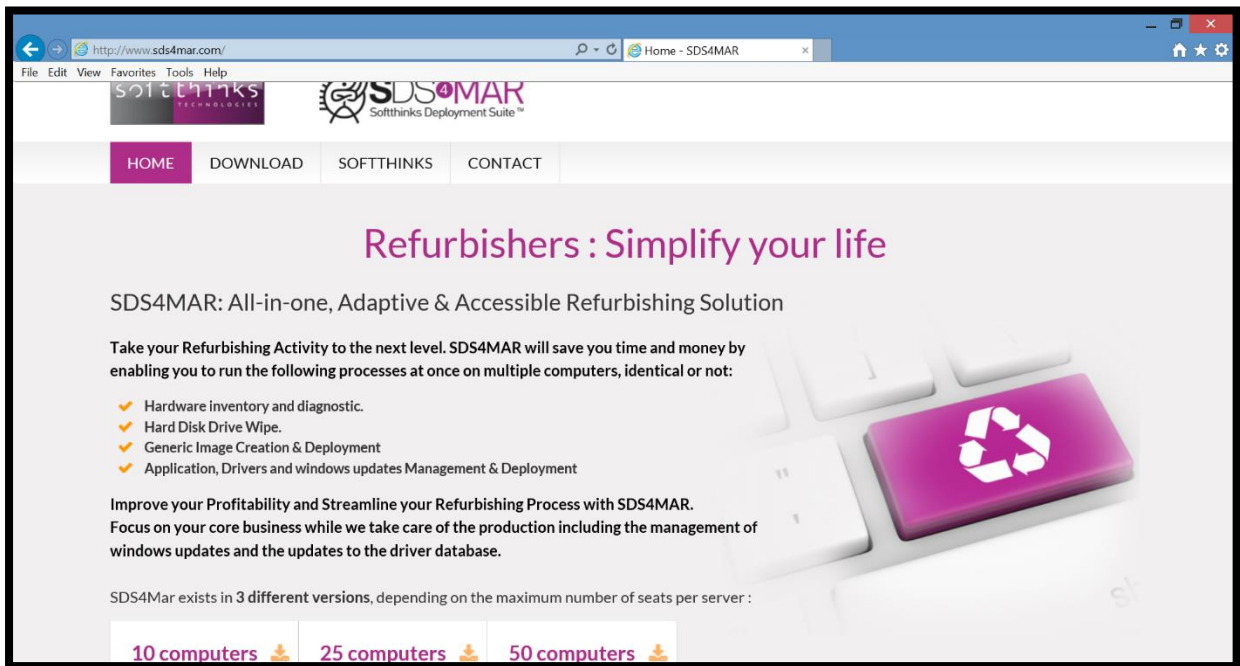 http://www.sds4mar.com/
Home - SDS4MAR
File Edit View Favorites Tools Help
softthinks
TECHNOLOGIES
SDS4MAR
Softthinks Deployment Suite™
HOME DOWNLOAD SOFTTHINKS CONTACT
Refurbishers : Simplify your life
SDS4MAR: All-in-one, Adaptive & Accessible Refurbishing Solution
Take your Refurbishing Activity to the next level. SDS4MAR will save you time and money by
enabling you to run the following processes at once on multiple computers, identical or not:
Hardware inventory and diagnostic.
Hard Disk Drive Wipe.
Generic Image Creation & Deployment
Application, Drivers and windows updates Management & Deployment
Improve your Profitability and Streamline your Refurbishing Process with SDS4MAR.
Focus on your core business while we take care of the production including the management of
windows updates and the updates to the driver database.
SDS4Mar exists in 3 different versions, depending on the maximum number of seats per server :
10 computers 25 computers 50 computers